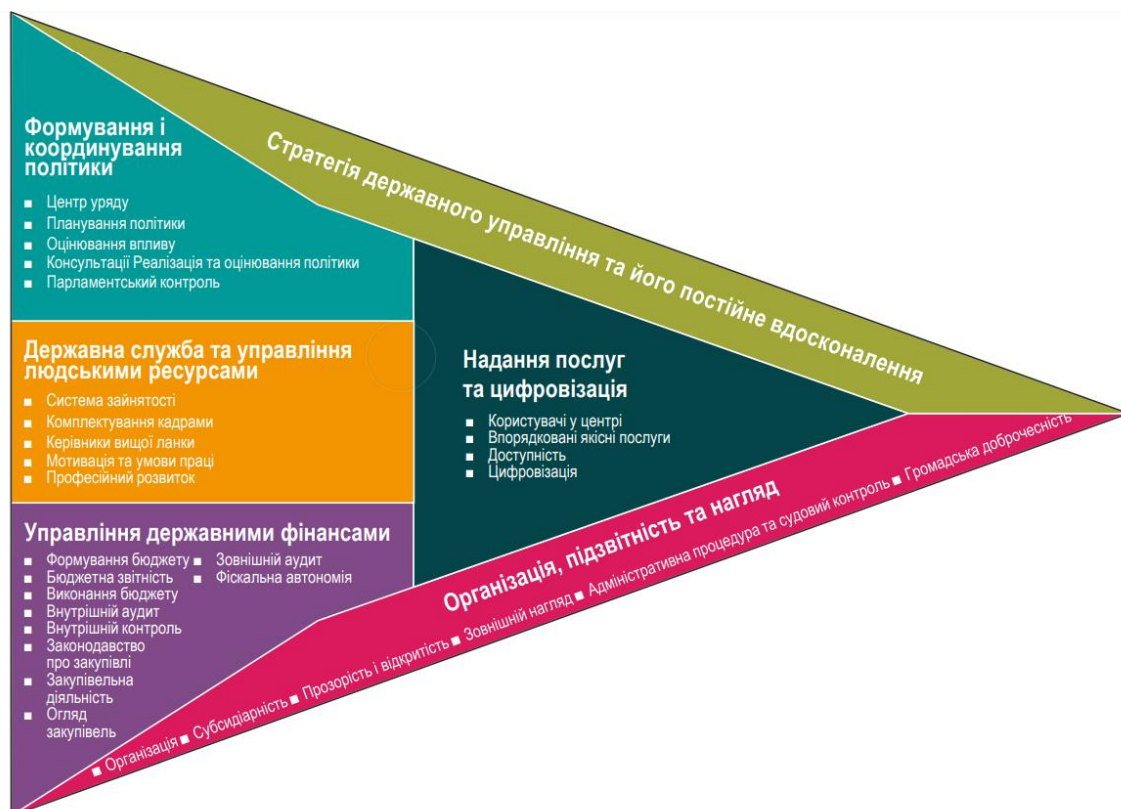 Стратегія державного управління та його постійне вдосконалення
Формування і
координування
політики
■ Центр уряду
■ Планування політики
■ Оцінювання впливу
■ Консультації Реалізація та оцінювання політики
■ Парламентський контроль
Державна служба та управління
людськими ресурсами
■ Система зайнятості
■ Комплектування кадрами
■ Керівники вищої ланки
■ Мотивація та умови праці
■ Професійний розвиток
Надання послуг
та цифровізація
■ Користувачі у центрі
■ Впорядковані якісні послуги
■ Доступність
■ Цифровізація
Управління державними фінансами
■ Формування бюджету ■ Зовнішній аудит
■ Бюджетна звітність ■ Фіскальна автономія
■ Виконання бюджету
■ Внутрішній аудит
■ Внутрішній контроль
■ Законодавство
про закупівлі
■ Закупівельна
діяльність
■ Огляд
закупівель
Організація, підзвітність та нагляд
■ Організація ■ Субсидіарність ■ Прозорість і відкритість ■ Зовнішній нагляд ■ Адміністративна процедура та судовий контроль ■ Громадська доброчесність